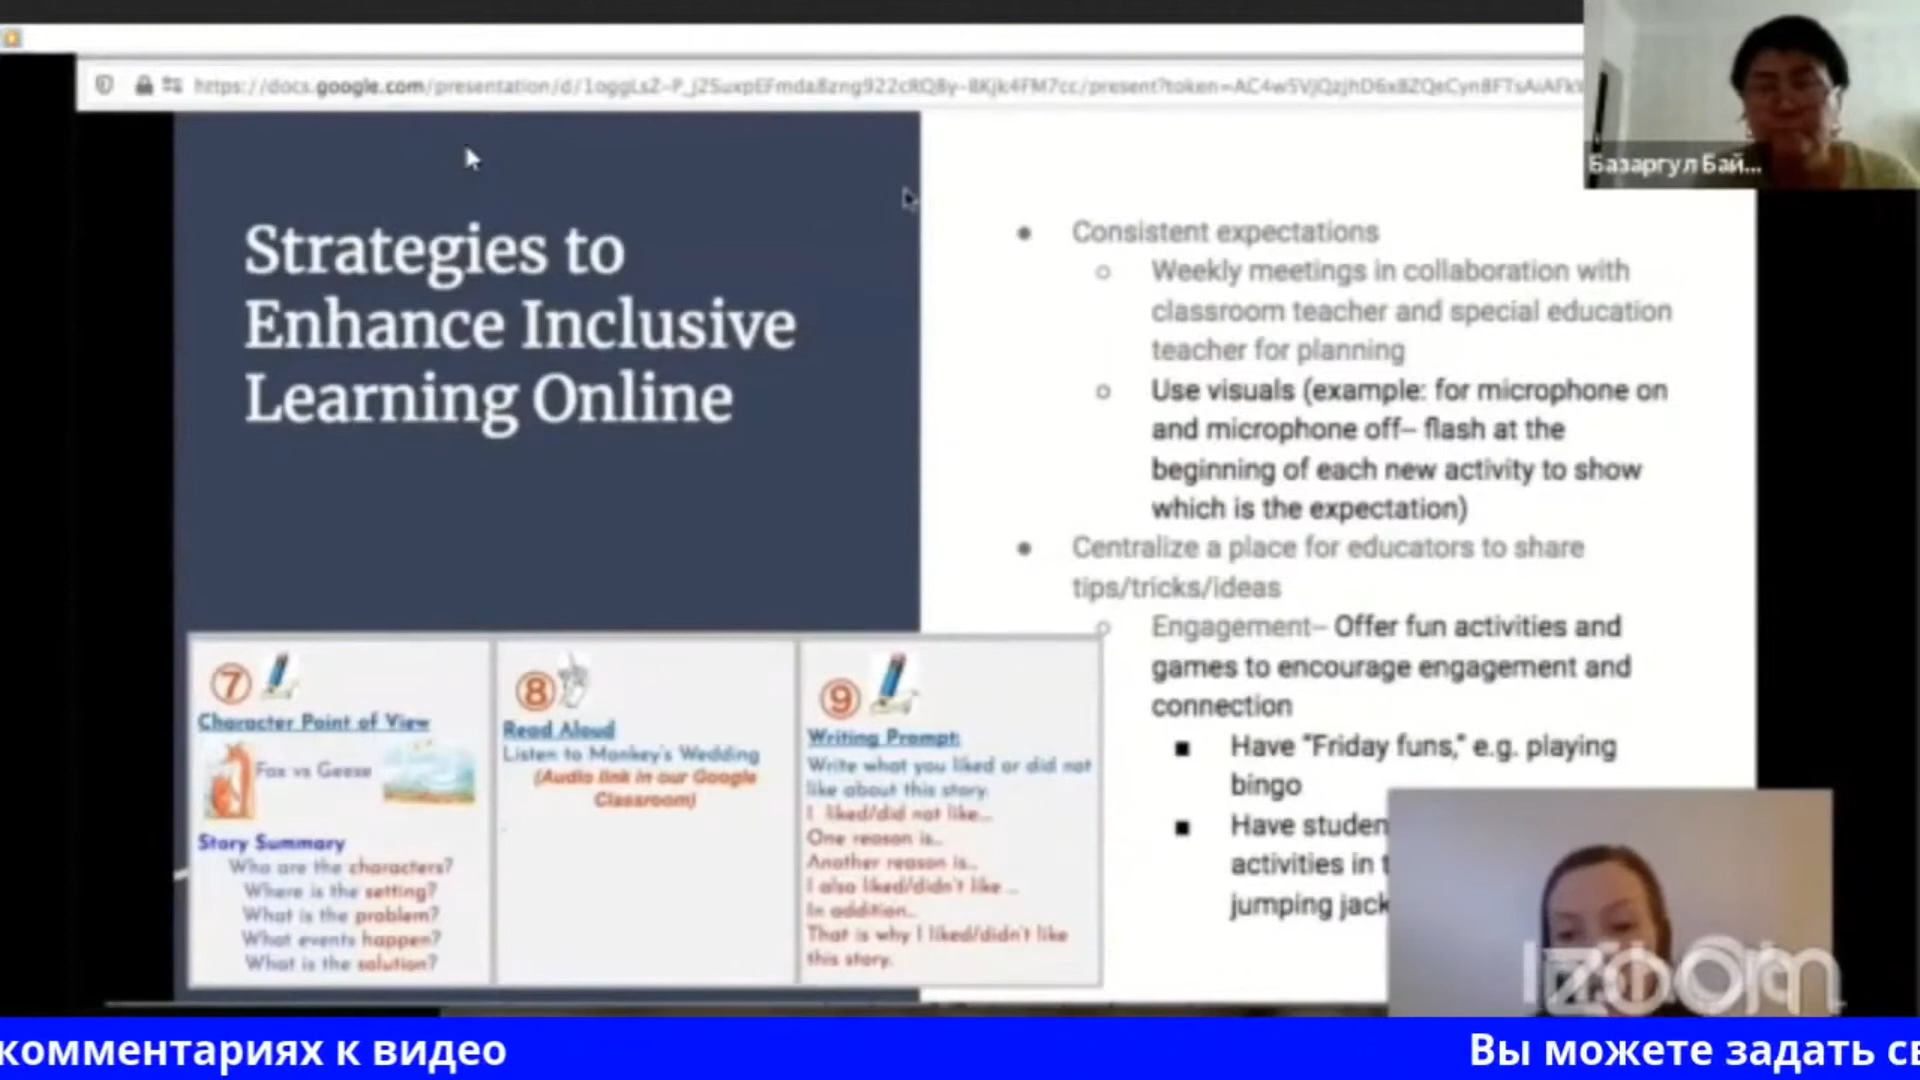 Базаргул Бай...
Strategies to
Enhance Inclusive
Learning Online
● Consistent expectations
○ Weekly meetings in collaboration with
classroom teacher and special education
teacher for planning
○ Use visuals (example: for microphone on
and microphone off– flash at the
beginning of each new activity to show
which is the expectation)
● Centralize a place for educators to share
tips/tricks/ideas
○ Engagement– Offer fun activities and
games to encourage engagement and
connection
■ Have “Friday funs,” e.g. playing
bingo
■ Have studen
activities in t
jumping jack
7
Character Point of View
Fox vs Geese
Story Summary
Who are the characters?
Where is the setting?
What is the problem?
What events happen?
What is the solution?
8
Read Aloud
Listen to Monkey's Wedding
(Audio link in our Google
Classroom)
9
Writing Prompt:
Write what you liked or did not
like about this story.
I liked/did not like...
One reason is..
Another reason is..
I also liked/didn't like ...
In addition..
That is why I liked/didn't like
this story.
zoom
комментариях к видео
Вы можете задать св